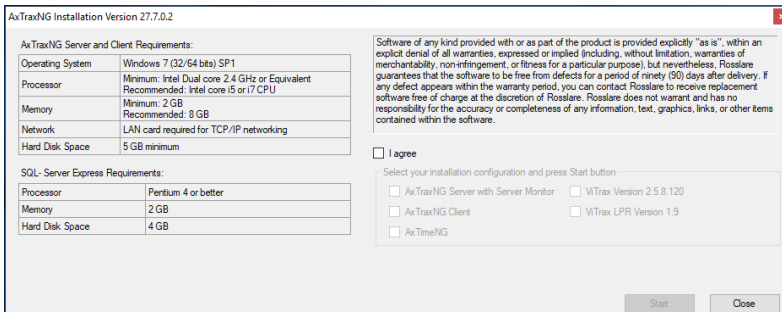 AxTraxNG Installation Version 27.7.0.2
AxTraxNG Server and Client Requirements:
Operating System Windows 7 (32/64 bits) SP1
Processor Minimum: Intel Dual core 2.4 GHz or Equivalent
Recommended: Intel core i5 or i7 CPU
Memory Minimum: 2 GB
Recommended: 8 GB
Network LAN card required for TCP/IP networking
Hard Disk Space 5 GB minimum
SQL- Server Express Requirements:
Processor Pentium 4 or better
Memory 2 GB
Hard Disk Space 4 GB
Software of any kind provided with or as part of the product is provided explicitly "as is", within an
explicit denial of all warranties, expressed or implied (including, without limitation, warranties of
merchantability, non-infringement, or fitness for a particular purpose), but nevertheless, Rosslare
guarantees that the software to be free from defects for a period of ninety (90) days after delivery. If
any defect appears within the warranty period, you can contact Rosslare to receive replacement
software free of charge at the discretion of Rosslare. Rosslare does not warrant and has no
responsibility for the accuracy or completeness of any information, text, graphics, links, or other items
contained within the software.
I agree
Select your installation configuration and press Start button
AxTraxNG Server with Server Monitor ViTrax Version 2.5.8.120
AxTraxNG Client ViTrax LPR Version 1.9
AxTimeNG
Start Close